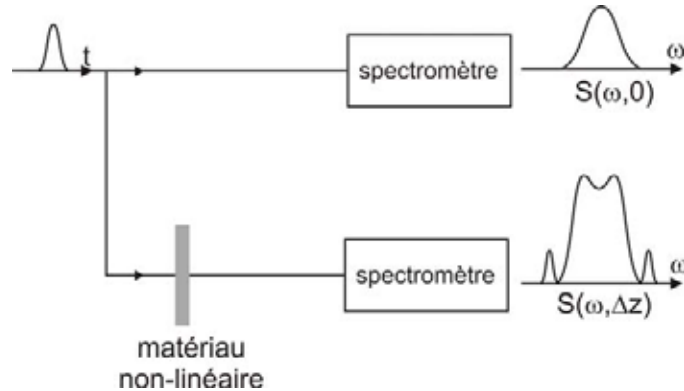 t
spectromètre
ω
S(ω,0)
spectromètre
ω
S(ω,Δz)
matériau
non-linéaire